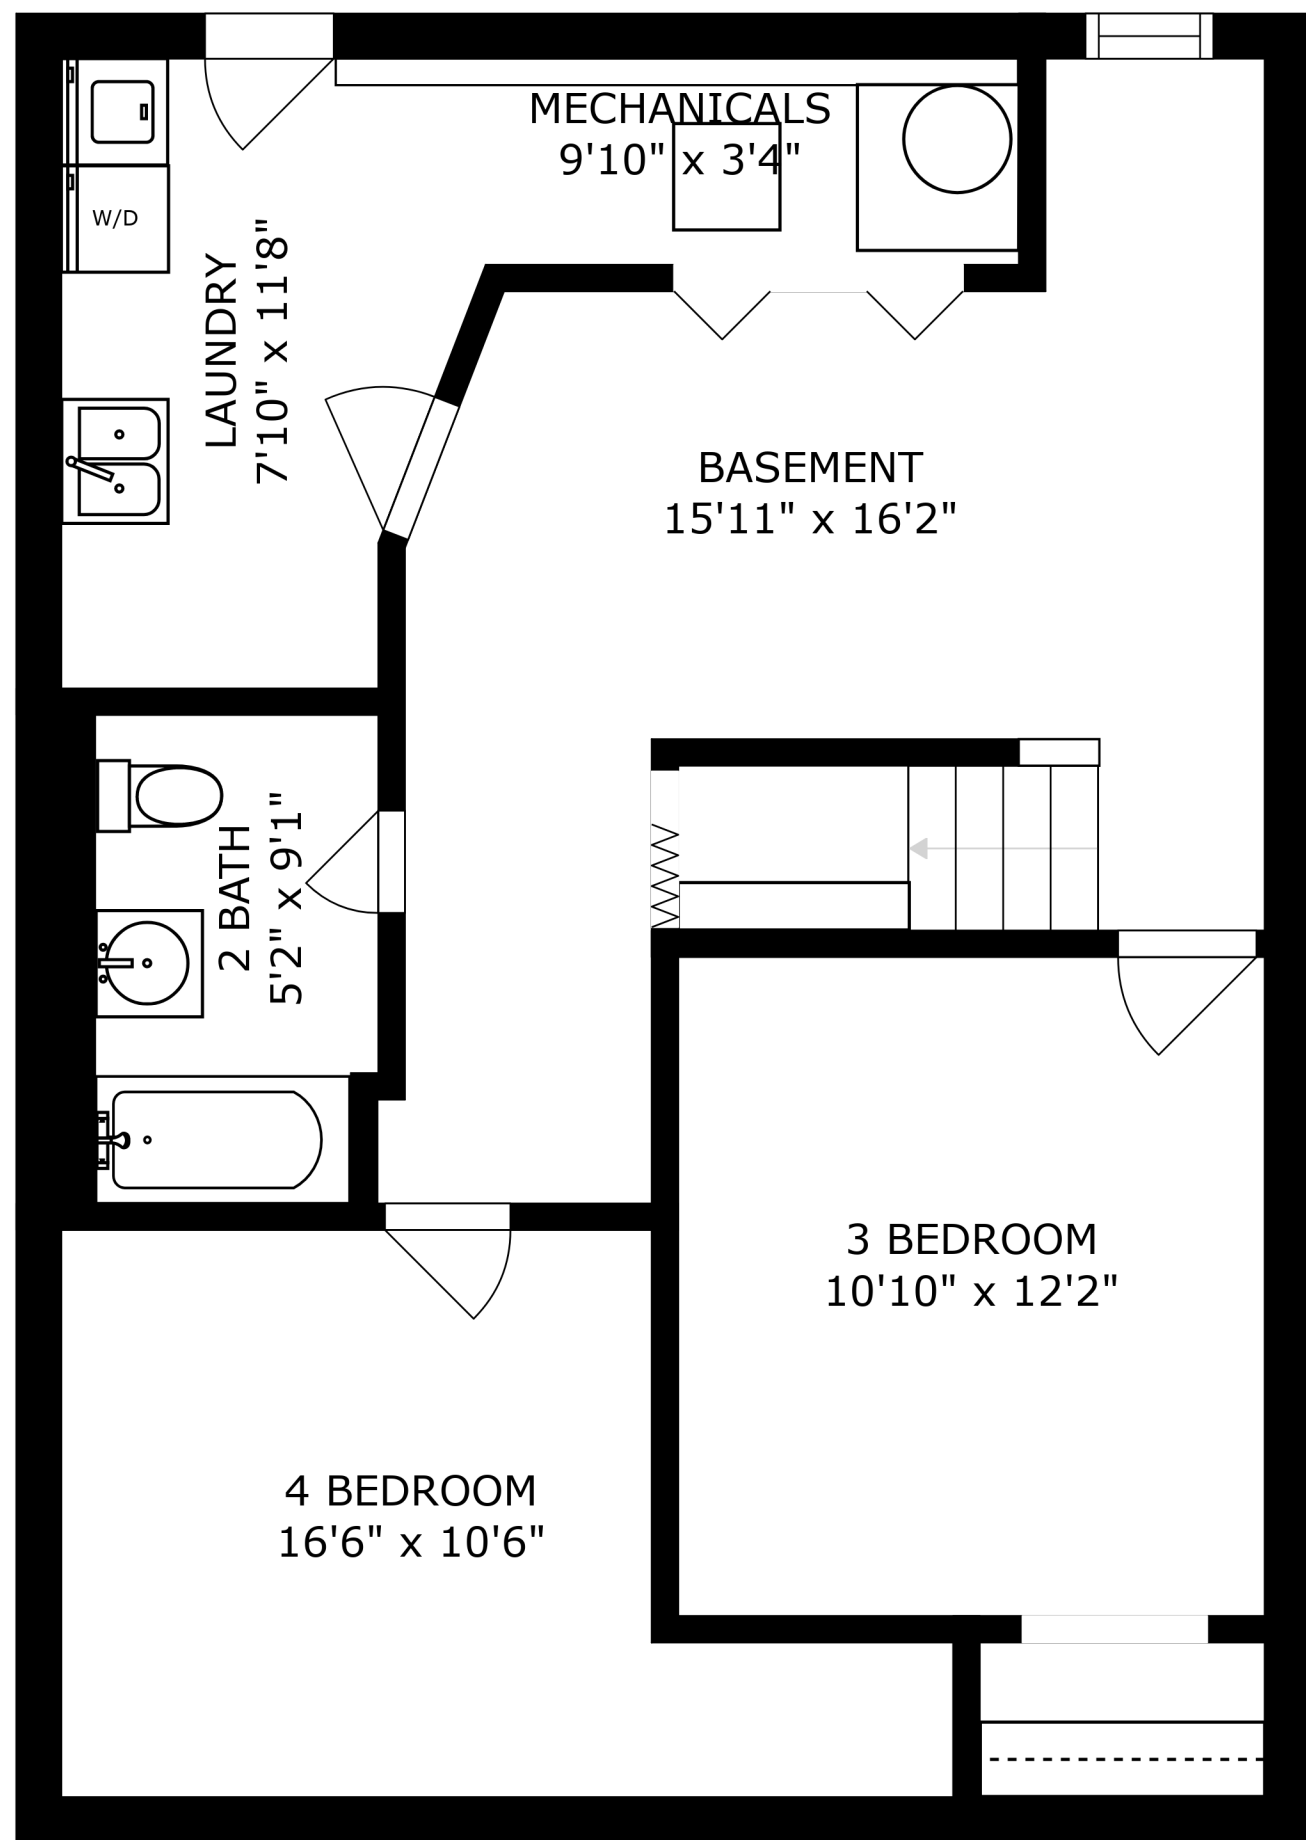 MECHANICALS
9'10" x 3'4"
W/D
LAUNDRY
7'10" x 11'8"
BASEMENT
15'11" x 16'2"
2 BATH
5'2" x 9'1"
3 BEDROOM
10'10" x 12'2"
4 BEDROOM
16'6" x 10'6"